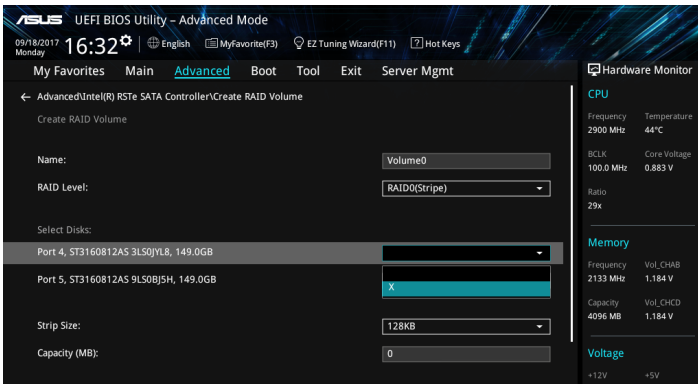 ASUS UEFI BIOS Utility – Advanced Mode
09/18/2017 Monday 16:32 English MyFavorite(F3) EZ Tuning Wizard(F11) ? Hot Keys
My Favorites Main Advanced Boot Tool Exit Server Mgmt
Hardware Monitor
← Advanced\Intel(R) RSTe SATA Controller\Create RAID Volume
Create RAID Volume
Name: Volume0
RAID Level: RAID0(Stripe)
Select Disks:
Port 4, ST3160812AS 3LS0JYL8, 149.0GB
Port 5, ST3160812AS 9LS0BJ5H, 149.0GB
X
Strip Size: 128KB
Capacity (MB): 0
CPU
Frequency Temperature
2900 MHz 44°C
BCLK Core Voltage
100.0 MHz 0.883 V
Ratio
29x
Memory
Frequency Vol_CHAB
2133 MHz 1.184 V
Capacity Vol_CHCD
4096 MB 1.184 V
Voltage
+12V +5V